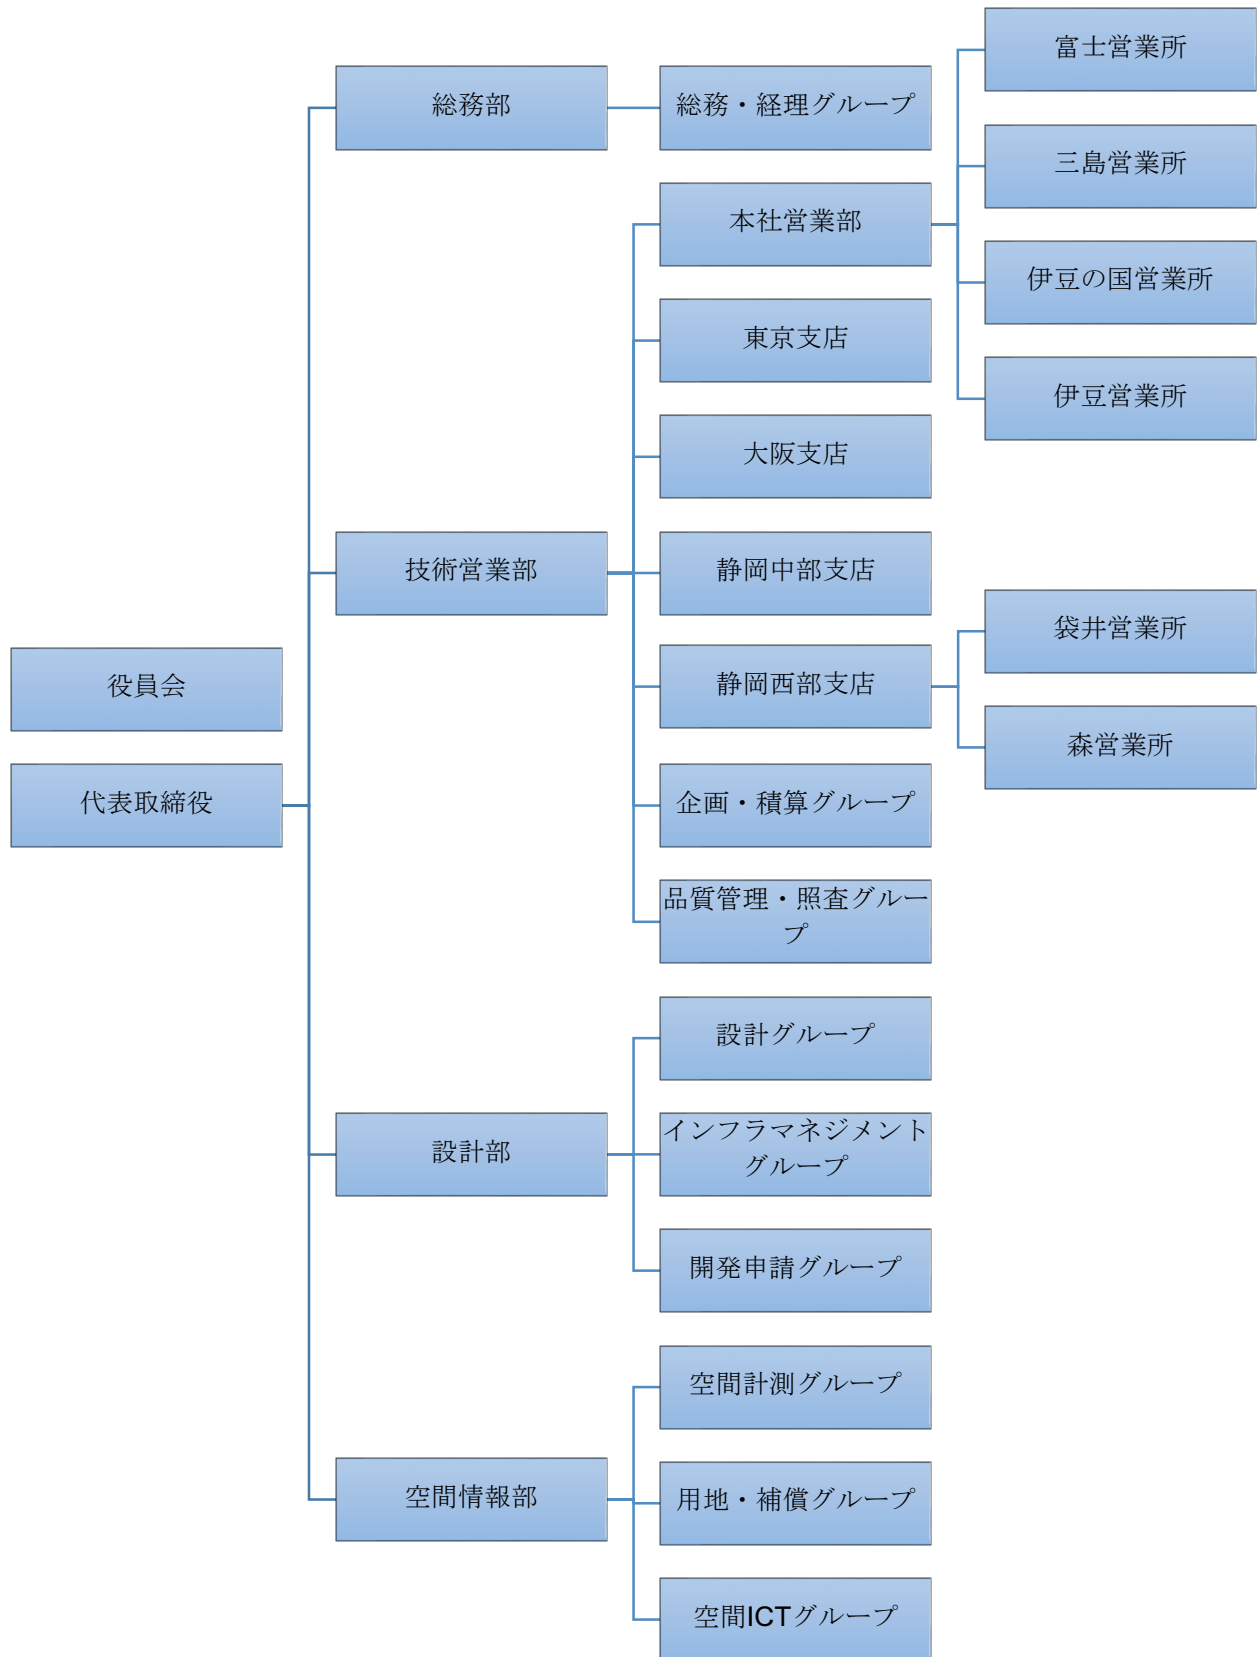 役員会
代表取締役
総務部
総務・経理グループ
技術営業部
本社営業部
富士営業所
三島営業所
伊豆の国営業所
伊豆営業所
東京支店
大阪支店
静岡中部支店
静岡西部支店
袋井営業所
森営業所
企画・積算グループ
品質管理・照査グルー
プ
設計部
設計グループ
インフラマネジメント
グループ
開発申請グループ
空間情報部
空間計測グループ
用地・補償グループ
空間ICTグループ